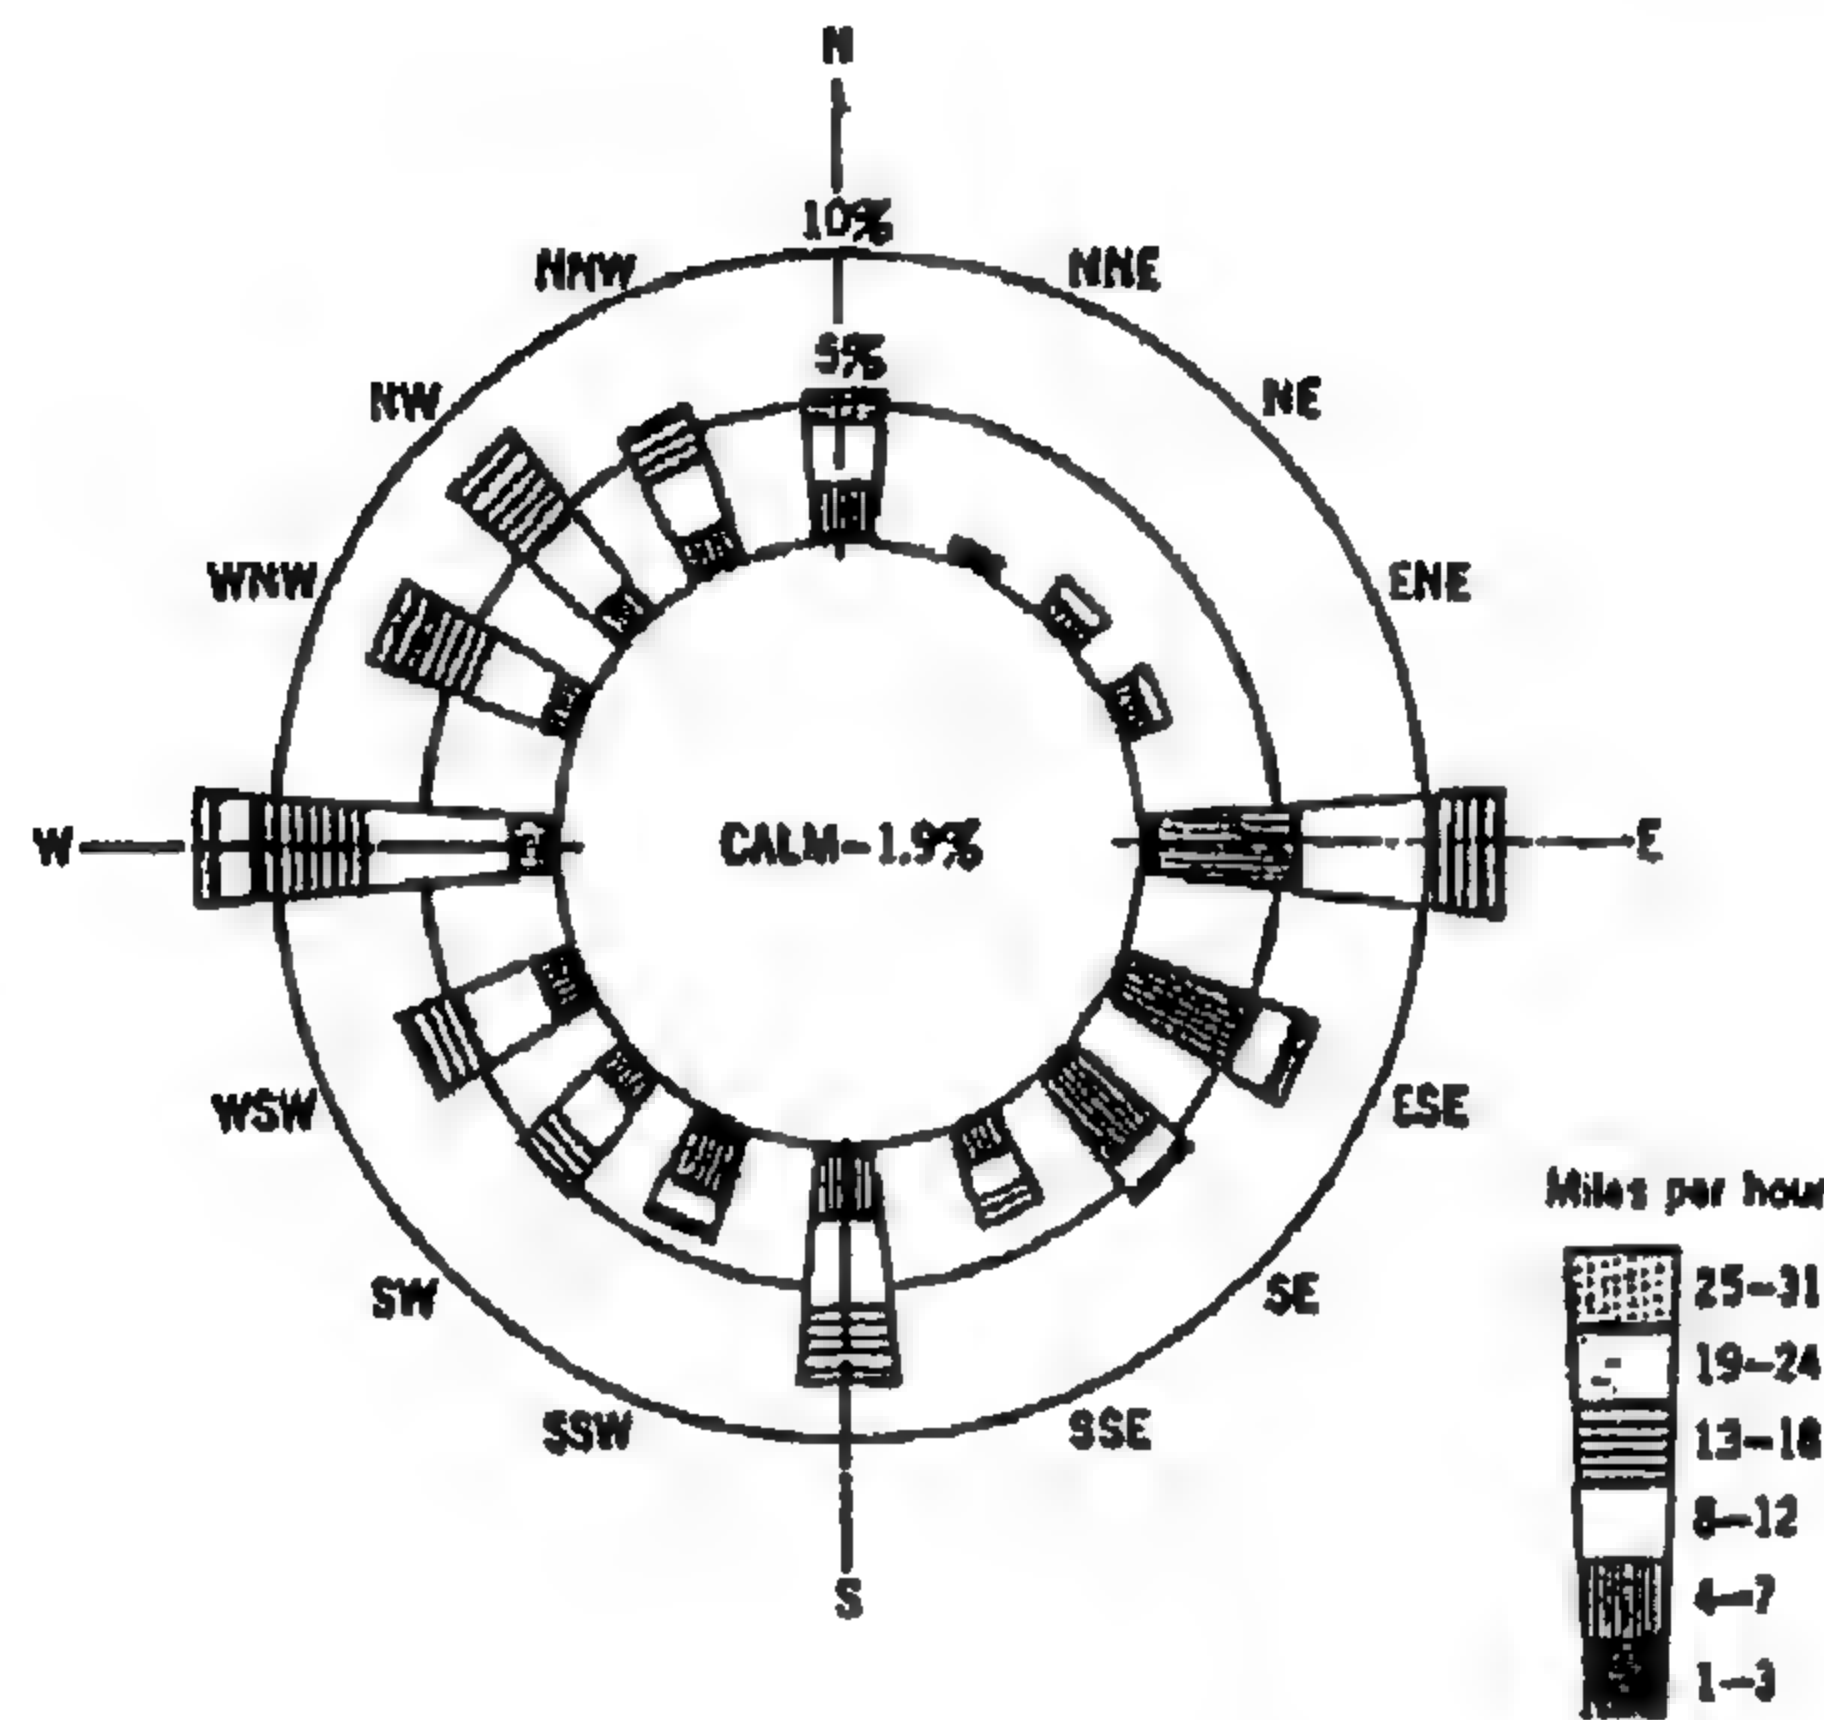 N
10%
NNW
NNE
5%
NW
NE
WNW
ENE
W
CALM-1.9%
E
WSW
ESE
Miles per hour
SW
SE
25-31
19-24
SSW
SSE
13-18
8-12
S
4-7
1-3